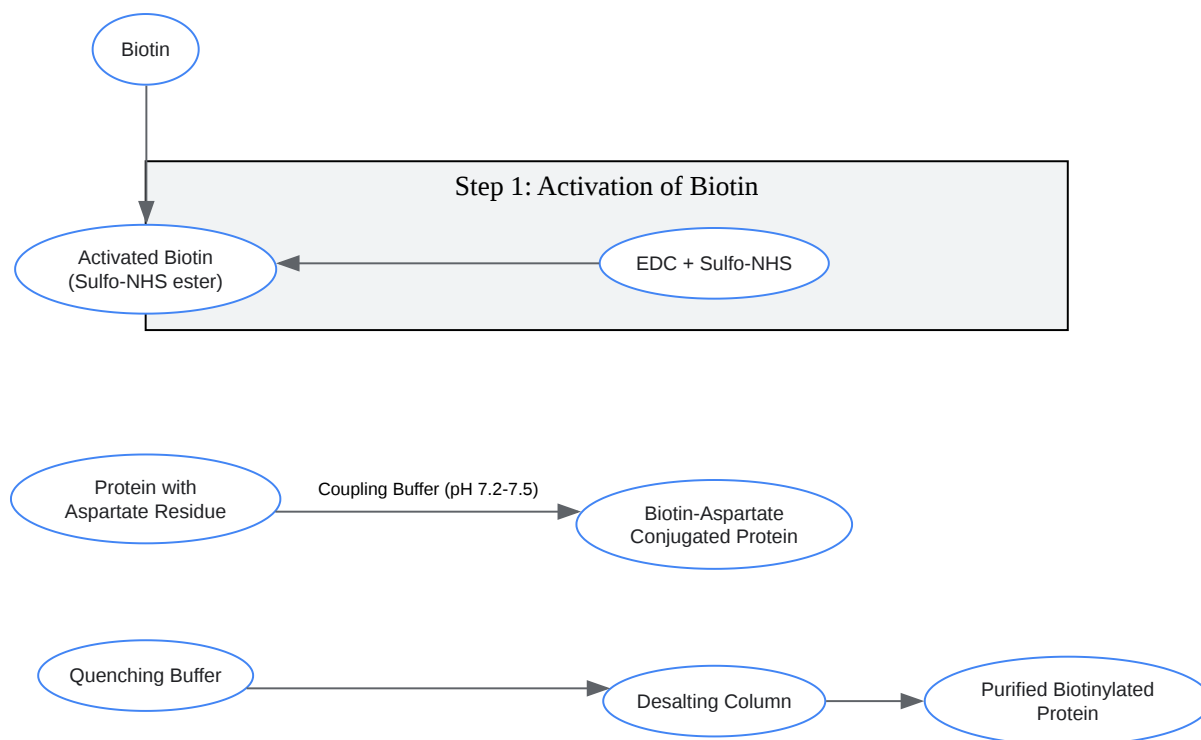 Biotin
Step 1: Activation of Biotin
Activated Biotin
(Sulfo-NHS ester)
EDC + Sulfo-NHS
Protein with
Aspartate Residue
Coupling Buffer (pH 7.2-7.5)
Biotin-Aspartate
Conjugated Protein
Quenching Buffer
Desalting Column
Purified Biotinylated
Protein